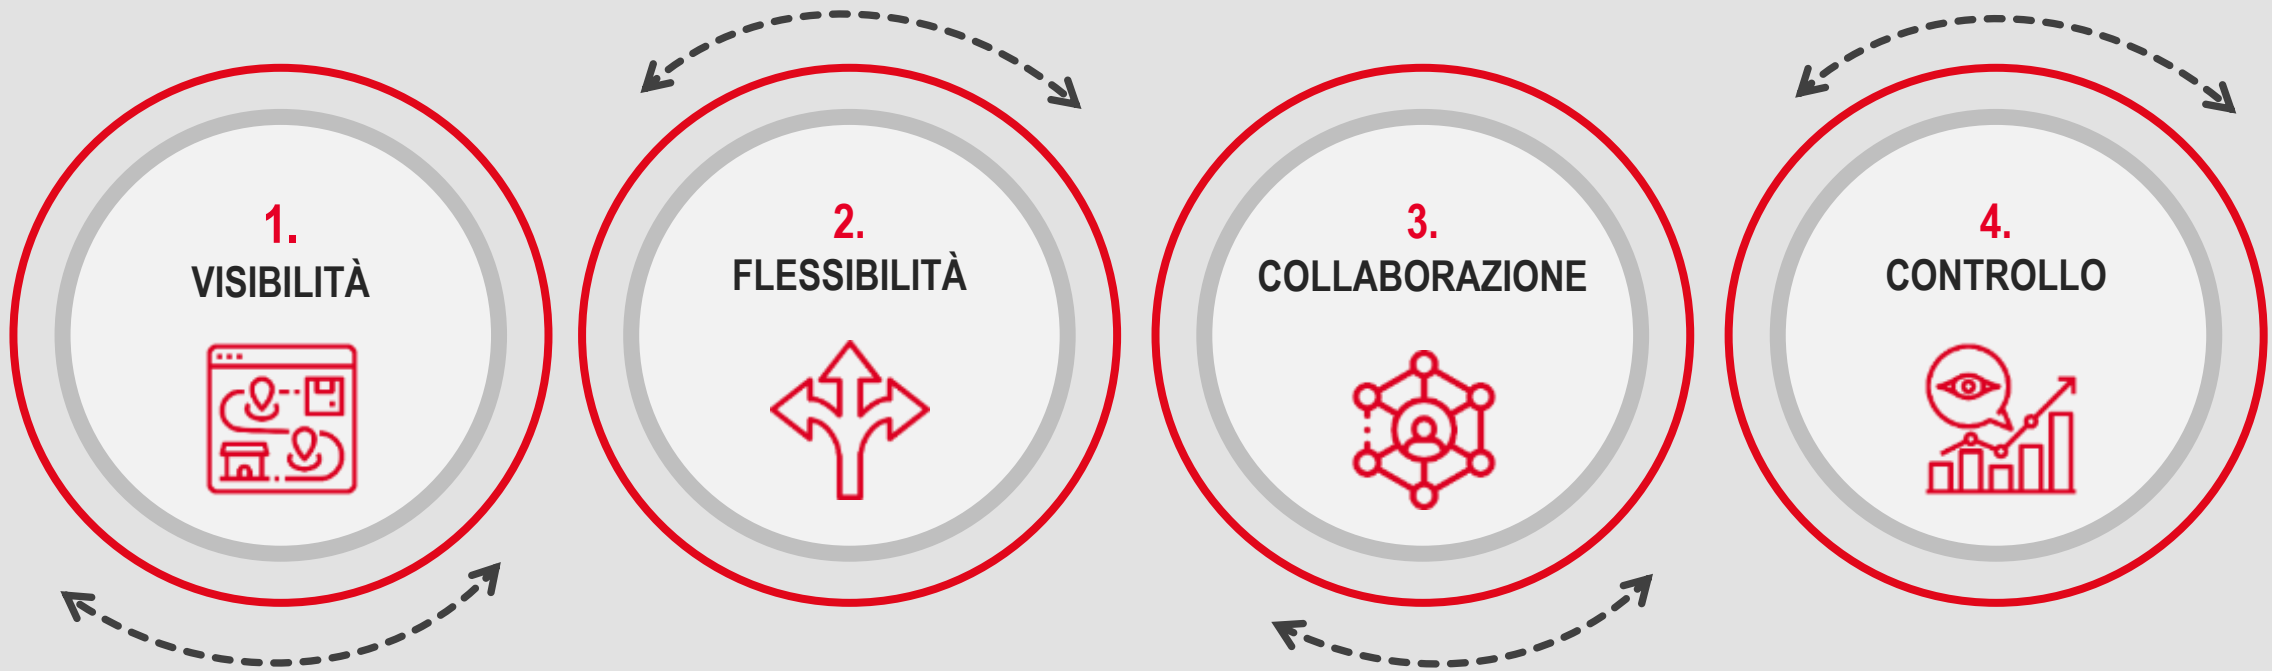 1.
VISIBILITÀ
2.
FLESSIBILITÀ
3.
COLLABORAZIONE
4.
CONTROLLO